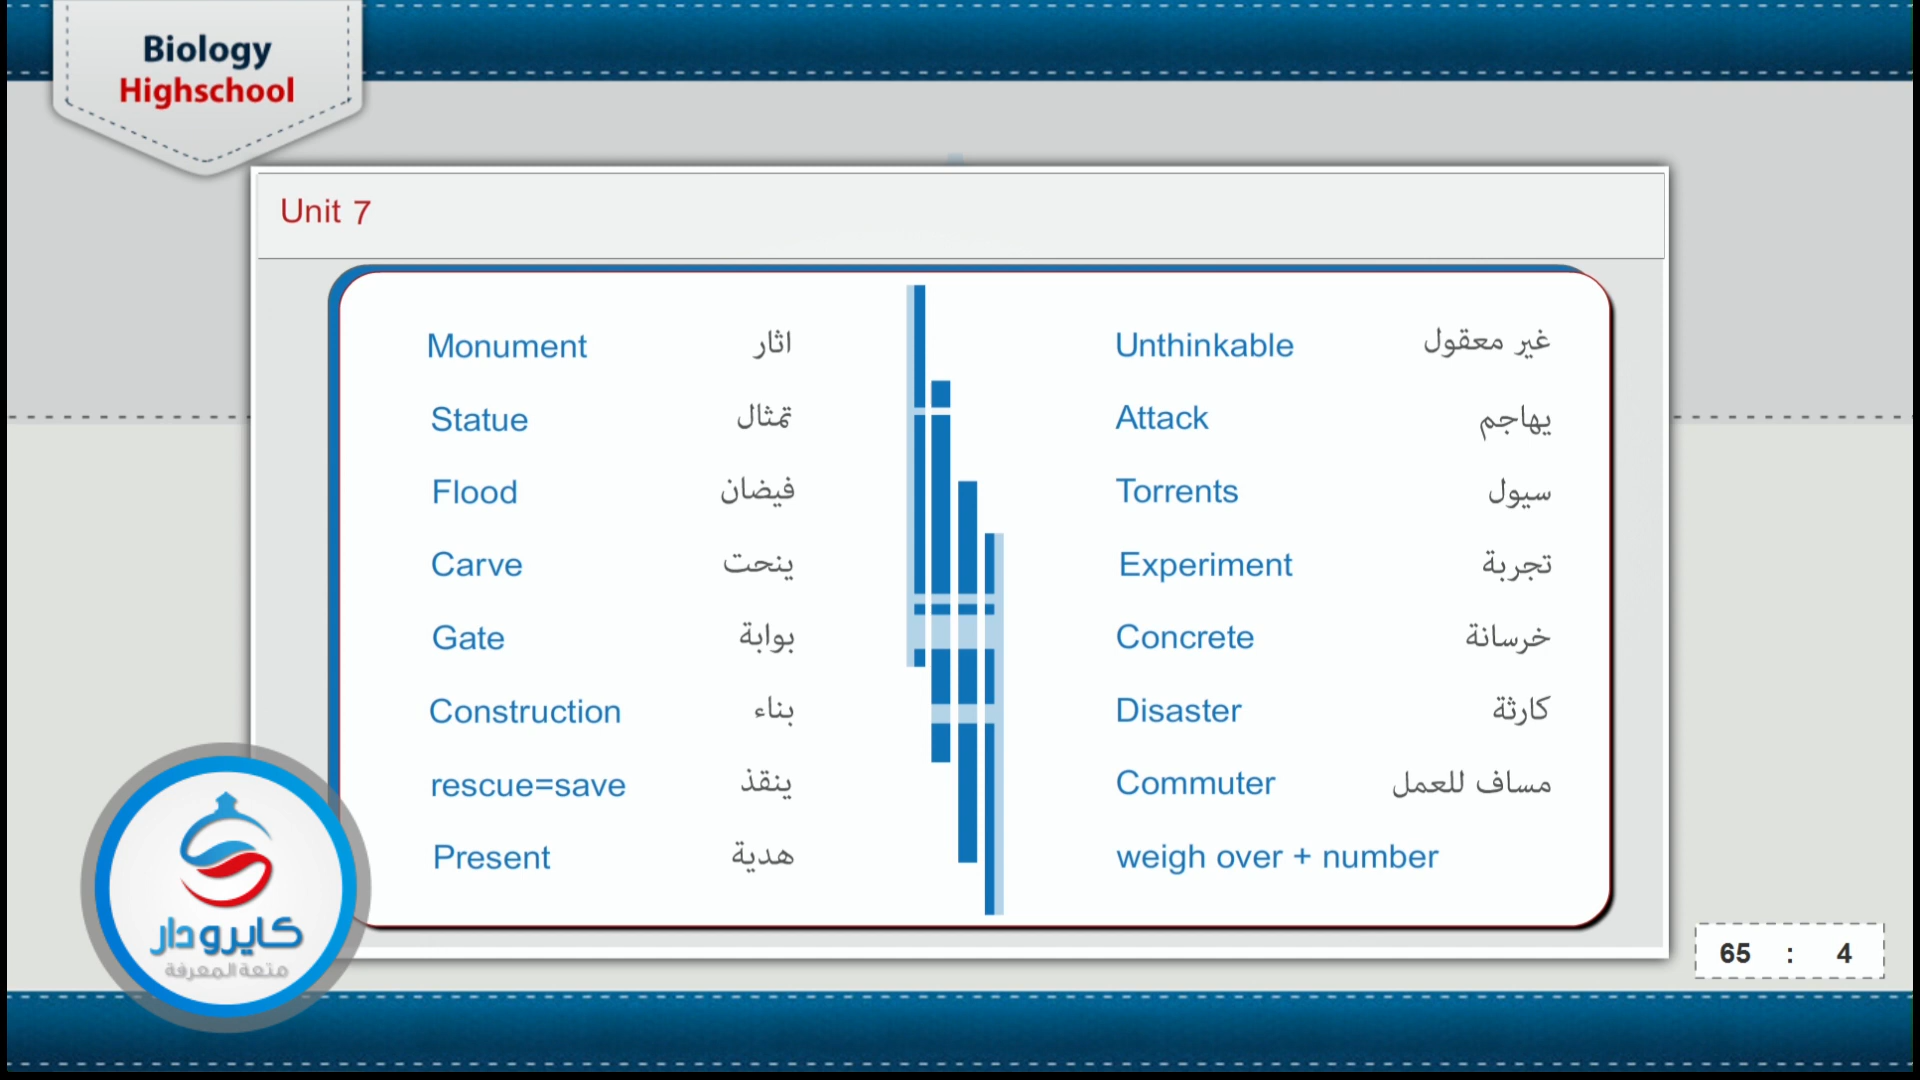 Biology
Highschool
Unit 7
Monument اثار
Statue تمثال
Flood فيضان
Carve ينحت
Gate بوابة
Construction بناء
rescue=save ينقذ
Present هدية
Unthinkable غير معقول
Attack يهاجم
Torrents سيول
Experiment تجربة
Concrete خرسانة
Disaster كارثة
Commuter مساف للعمل
weigh over + number
كايرودار
متعة المعرفة
65 : 4